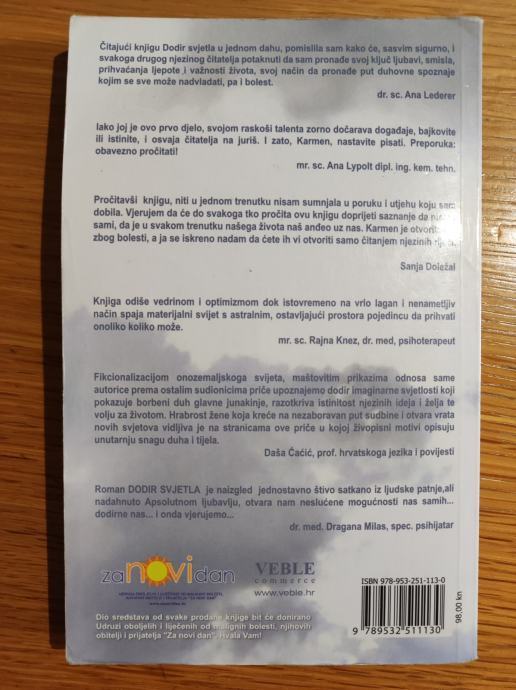 Čitajući knjigu Dodir svjetla u jednom dahu, pomislila sam kako će, sasvim sigurno, i
svakoga drugog njezinog čitatelja potaknuti da sam pronađe svoj ključ ljubavi, smisla,
prihvaćanja ljepote i važnosti života, svoj način da pronađe put duhovne spoznaje
kojim se sve može nadvladati, pa i bolest.
dr. sc. Ana Lederer
Iako joj je ovo prvo djelo, svojom raskoši talenta zorno dočarava događaje, bajkovite
ili istinite, i osvaja čitatelja na juriš. I zato, Karmen, nastavite pisati. Preporuka:
obavezno pročitati!
mr. sc. Ana Lypolt dipl. ing. kem. tehn.
Pročitavši knjigu, niti u jednom trenutku nisam sumnjala u poruku i utjehu koju sam
dobila. Vjerujem da će do svakoga tko pročita ovu knjigu doprijeti saznanje da
sami, da je u svakom trenutku našega života naš anđeo uz nas. Karmen je
zbog bolesti, a ja se iskreno nadam da ćete ih vi otvoriti samo čitanjem njezinih
Sanja Doležal
Knjiga odiše vedrinom i optimizmom dok istovremeno na vrlo lagan i nenametljiv
način spaja materijalni svijet s astralnim, ostavljajući prostora pojedincu da prihvati
onoliko koliko može.
mr. sc. Rajna Knez, dr. med, psihoterapeut
Fikcionalizacijom onozemaljskoga svijeta, maštovitim prikazima odnosa same
autorice prema ostalim sudionicima priče upoznajemo dodir imaginarne svjetlosti koji
pokazuje borbeni duh glavne junakinje, razotkriva istinitost njezinih ideja i želja te
volju za životom. Hrabrost žene koja kreće na nezaboravan put sudbine i otvara vrata
novih svjetova vidljiva je na stranicama ove priče u kojoj živopisni motivi opisuju
unutarnju snagu duha i tijela.
Daša Čačić, prof. hrvatskoga jezika i povijesti
Roman DODIR SVJETLA je naizgled jednostavno štivo satkano iz ljudske patnje,ali
nadahnuto Apsolutnom ljubavlju, otvara nam neslućene mogućnosti nas samih...
dodirne nas... i onda vjerujemo...
dr. med. Dragana Milas, spec. psihijatar
zanovidan
VEBLE
commerce
www.veble.hr
ISBN 978-953-251-113-0
9 789532 511130
98,00 kn
Dio sredstava od svake prodane knjige bit će donirano
Udruzi oboljelih i liječenih od malignih bolesti, njihovih
obitelji i prijatelja "Za novi dan". Hvala Vam!